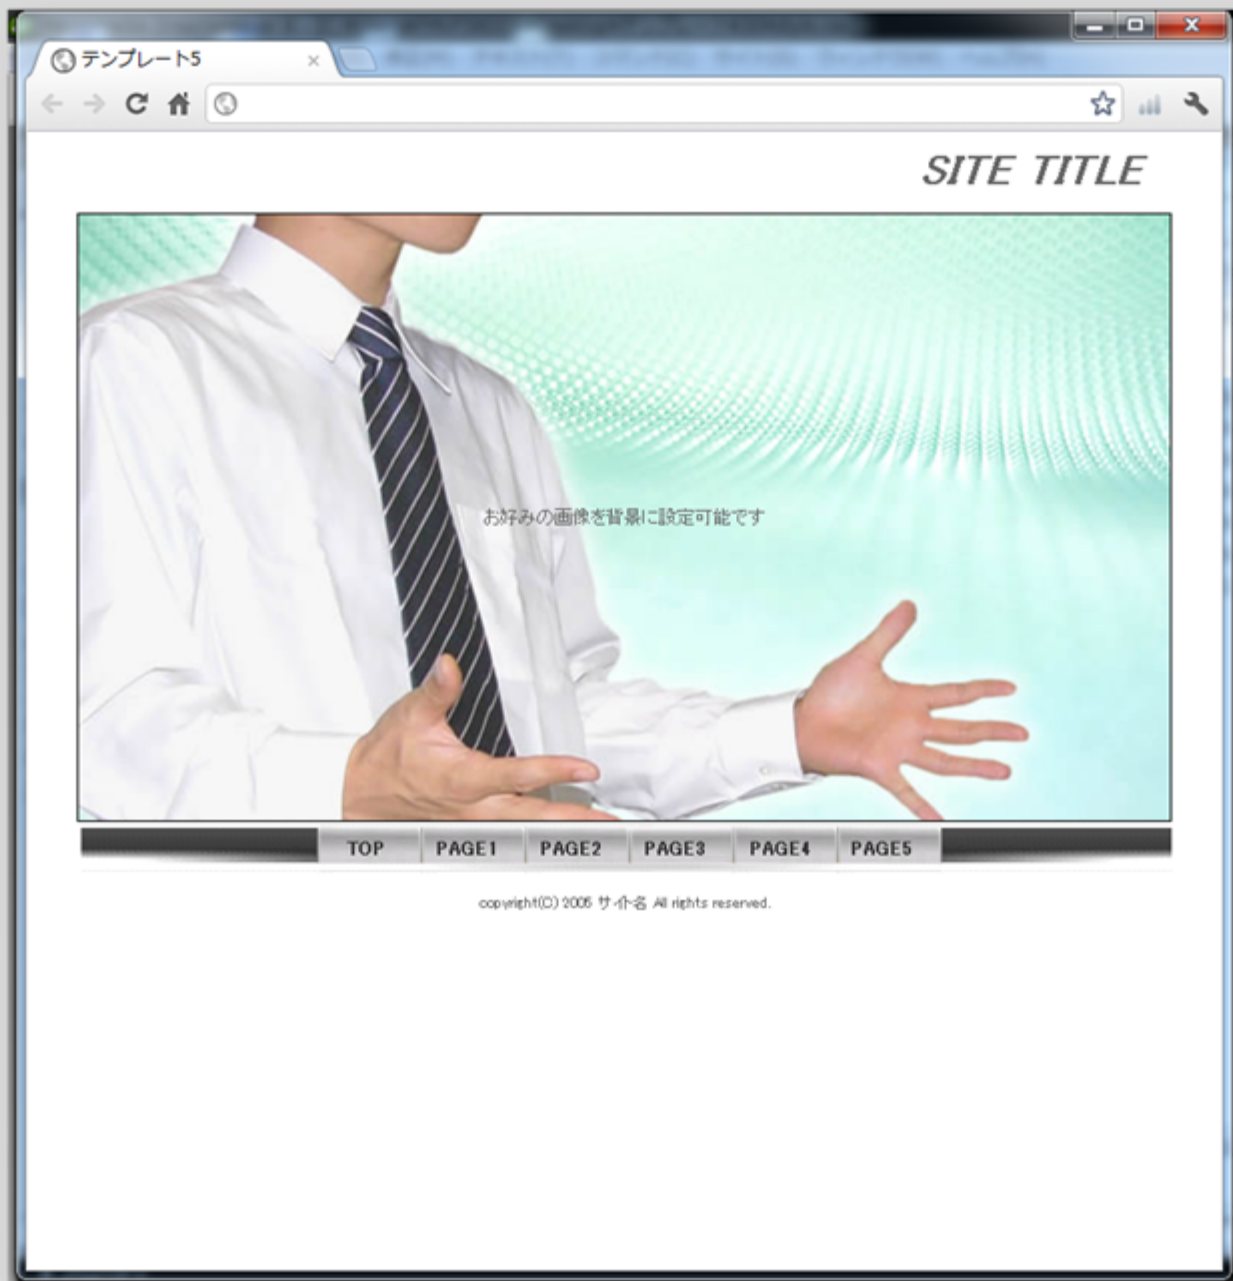 テンプレート5
SITE TITLE
お好みの画像を背景に設定可能です
TOP PAGE1 PAGE2 PAGE3 PAGE4 PAGE5
copyright(C) 2005 サイト名 All rights reserved.